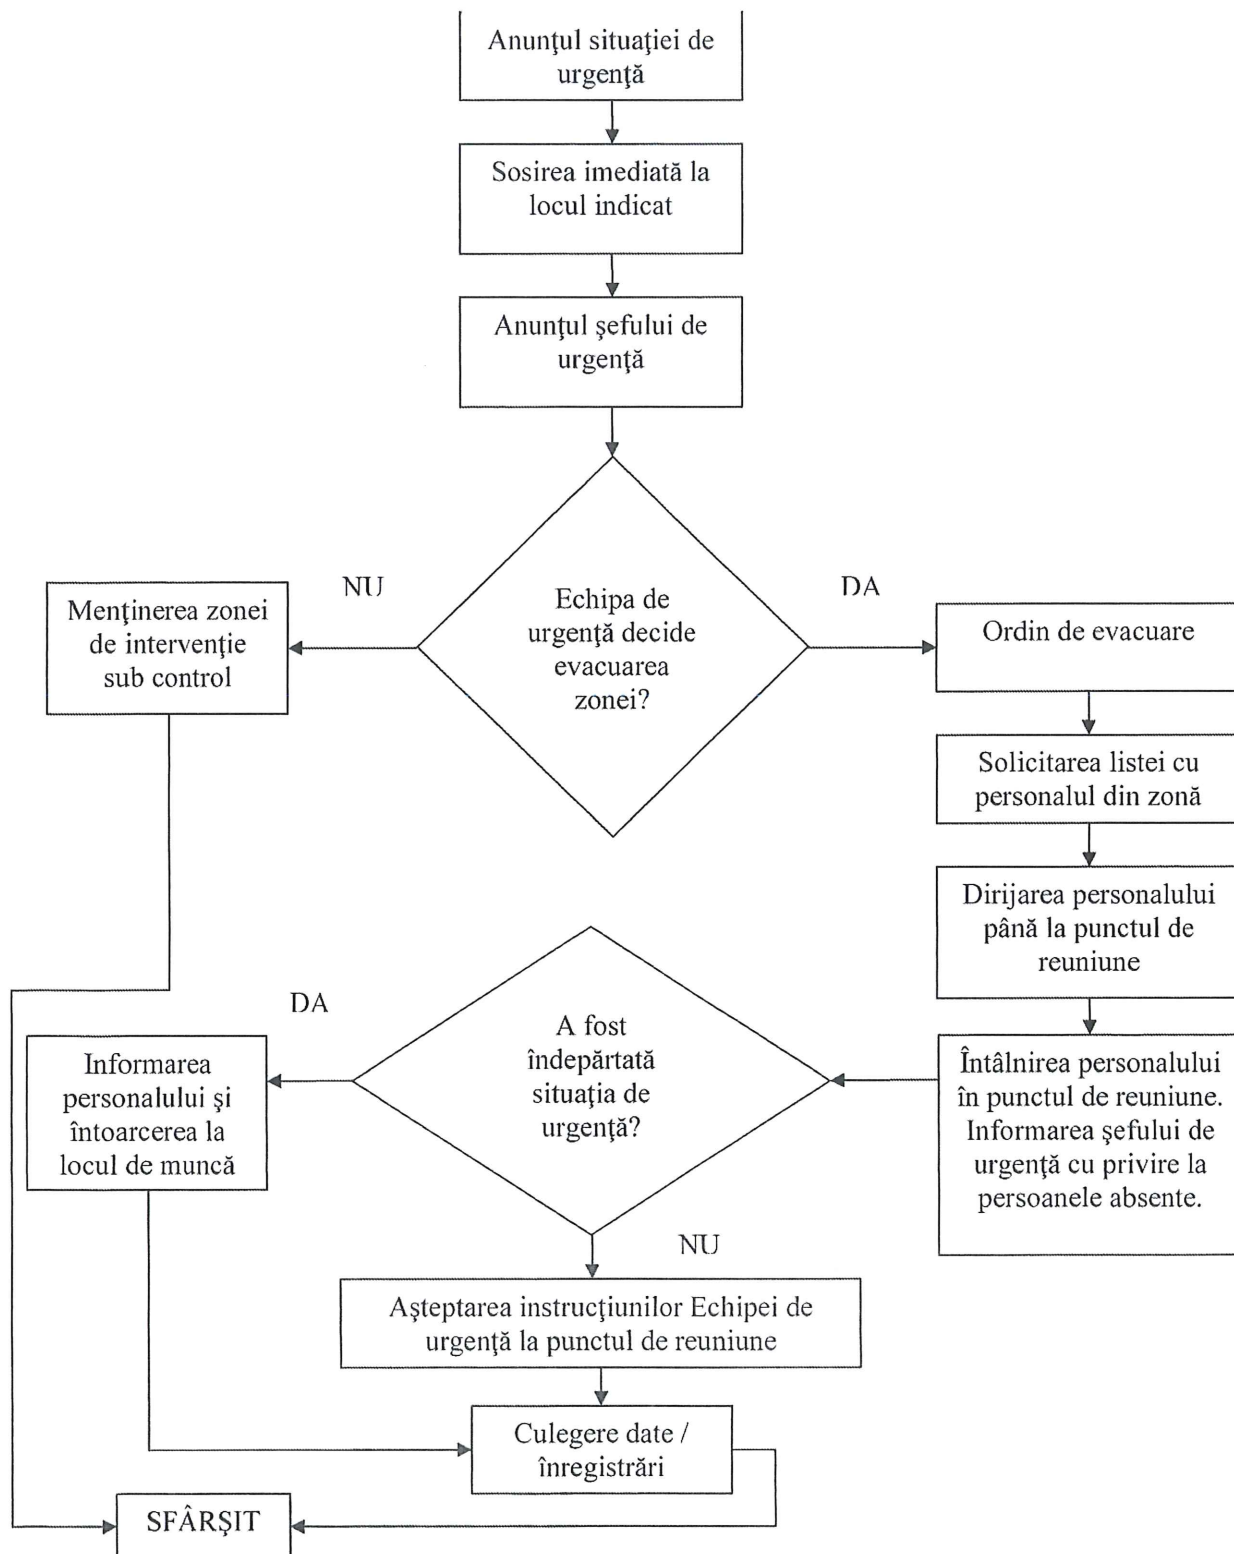 Anunţul situaţiei de
urgenţă
Sosirea imediată la
locul indicat
Anunţul şefului de
urgenţă
Echipa de
urgenţă decide
evacuarea
zonei?
NU
DA
Menţinerea zonei
de intervenţie
sub control
Ordin de evacuare
Solicitarea listei cu
personalul din zonă
Dirijarea personalului
până la punctul de
reuniune
Întâlnirea personalului
în punctul de reuniune.
Informarea şefului de
urgenţă cu privire la
persoanele absente.
A fost
îndepărtată
situaţia de
urgenţă?
DA
Informarea
personalului şi
întoarcerea la
locul de muncă
NU
Aşteptarea instrucţiunilor Echipei de
urgenţă la punctul de reuniune
Culegere date /
înregistrări
SFÂRŞIT